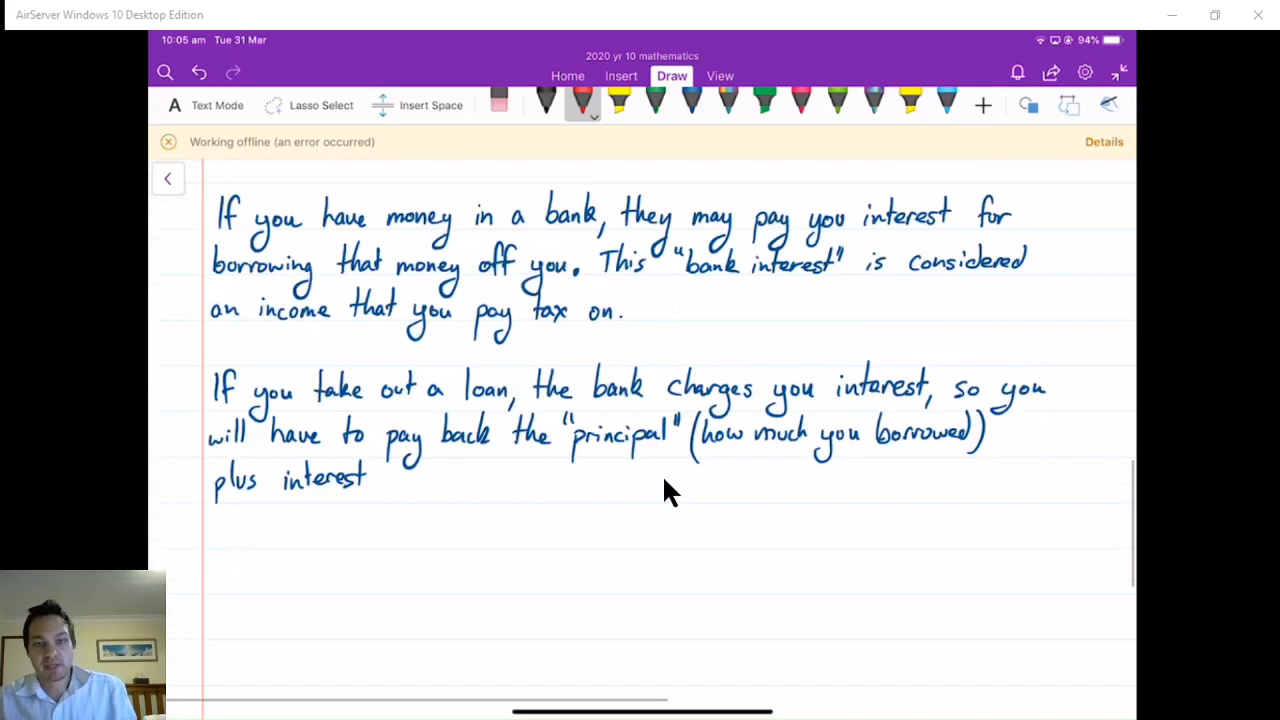 AirServer Windows 10 Desktop Edition
10:05 am Tue 31 Mar
94%
2020 yr 10 mathematics
Home Insert Draw View
A Text Mode Lasso Select Insert Space
Working offline (an error occurred) Details
If you have money in a bank, they may pay you interest for
borrowing that money off you. This "bank interest" is considered
an income that you pay tax on.
If you take out a loan, the bank charges you interest, so you
will have to pay back the "principal" (how much you borrowed)
plus interest